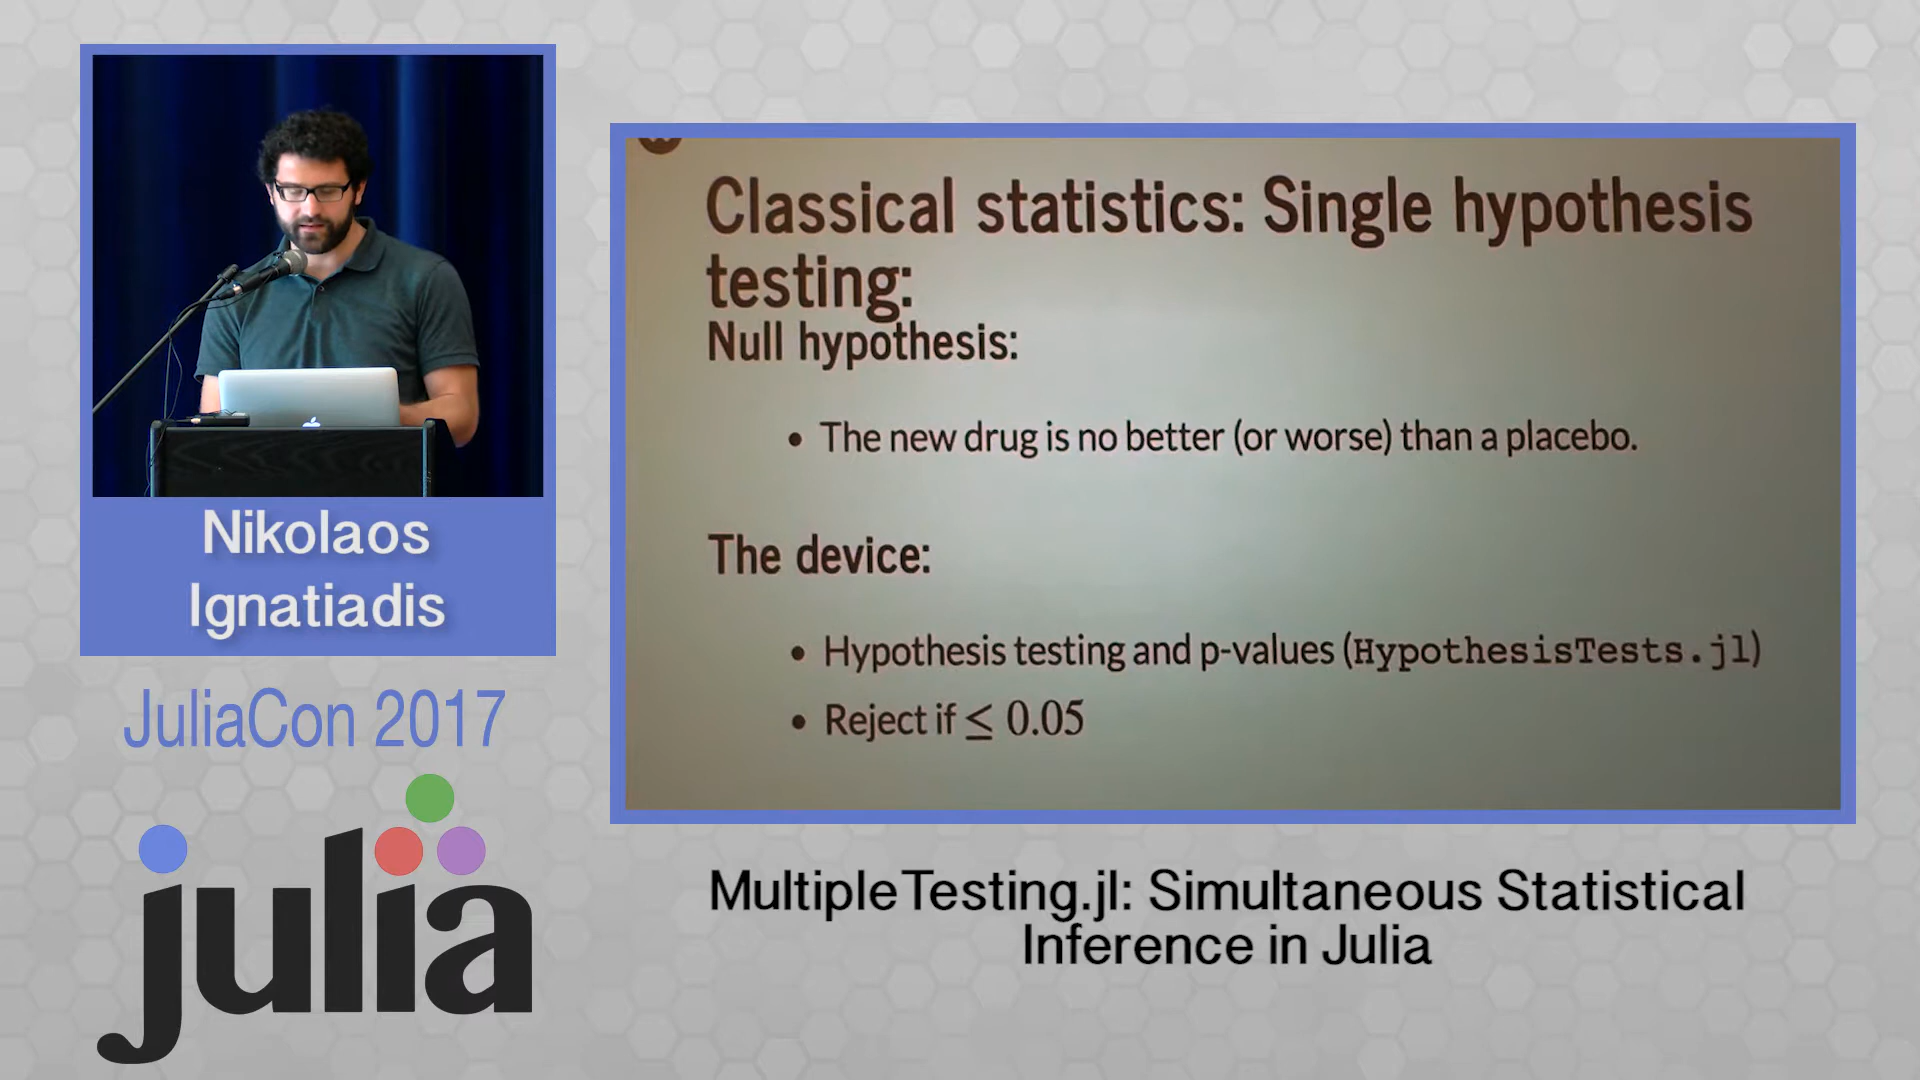 Nikolaos
Ignatiadis
JuliaCon 2017
julia
Classical statistics: Single hypothesis
testing:
Null hypothesis:
• The new drug is no better (or worse) than a placebo.
The device:
• Hypothesis testing and p-values (HypothesisTests.jl)
• Reject if ≤ 0.05
MultipleTesting.jl: Simultaneous Statistical
Inference in Julia